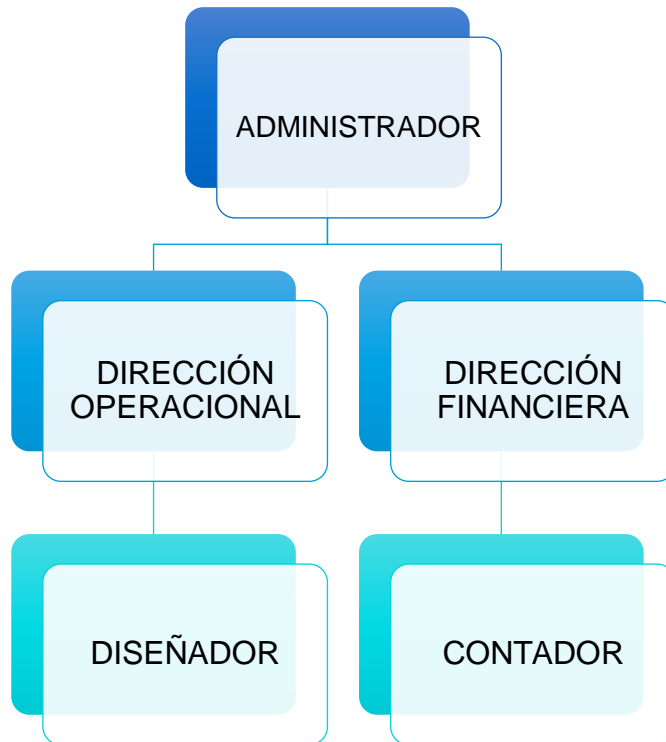 ADMINISTRADOR
DIRECCIÓN
OPERACIONAL
DIRECCIÓN
FINANCIERA
DISEÑADOR
CONTADOR